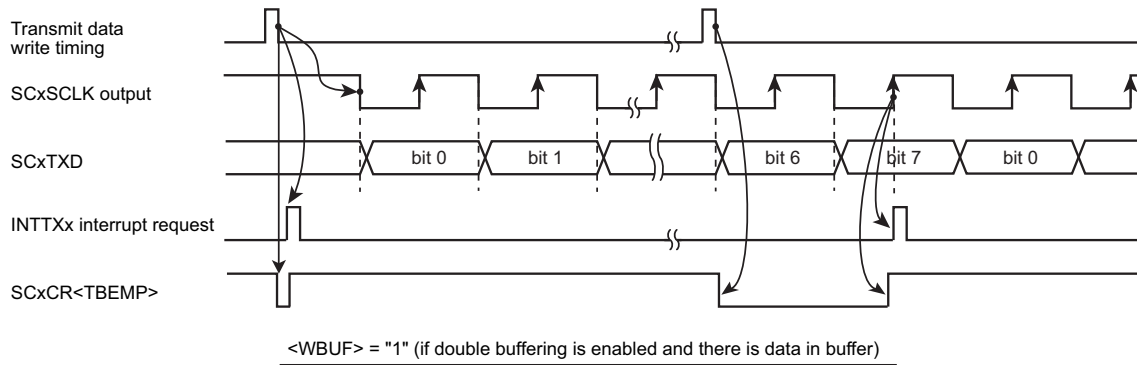 Transmit data
write timing
SCxSCLK output
SCxTXD
bit 0
bit 1
bit 6
bit 7
bit 0
INTTXx interrupt request
SCxCR<TBEMP>
<WBUF> = "1" (if double buffering is enabled and there is data in buffer)